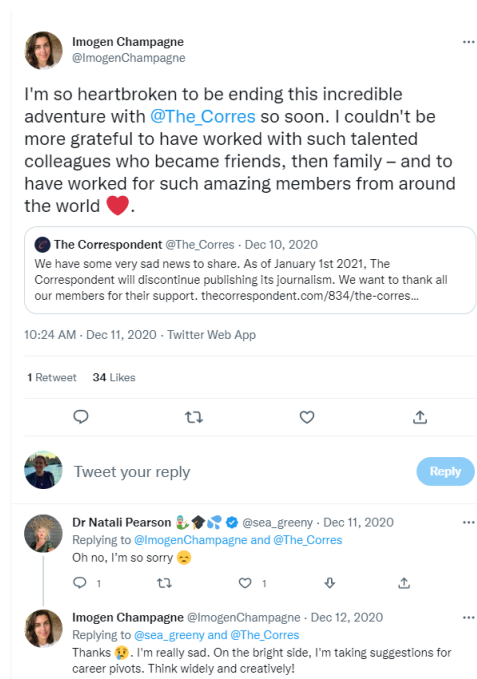 Imogen Champagne
@ImogenChampagne
I'm so heartbroken to be ending this incredible
adventure with @The_Corres so soon. I couldn't be
more grateful to have worked with such talented
colleagues who became friends, then family – and to
have worked for such amazing members from around
the world ❤️.
The Correspondent @The_Corres · Dec 10, 2020
We have some very sad news to share. As of January 1st 2021, The
Correspondent will discontinue publishing its journalism. We want to thank all
our members for their support. thecorrespondent.com/834/the-corres...
10:24 AM · Dec 11, 2020 · Twitter Web App
1 Retweet 34 Likes
Tweet your reply
Reply
Dr Natali Pearson 🧜🏼‍♀️🎓💦 @sea_greeny · Dec 11, 2020
Replying to @ImogenChampagne and @The_Corres
Oh no, I'm so sorry 😞
1 1
Imogen Champagne @ImogenChampagne · Dec 12, 2020
Replying to @sea_greeny and @The_Corres
Thanks 😢. I'm really sad. On the bright side, I'm taking suggestions for
career pivots. Think widely and creatively!